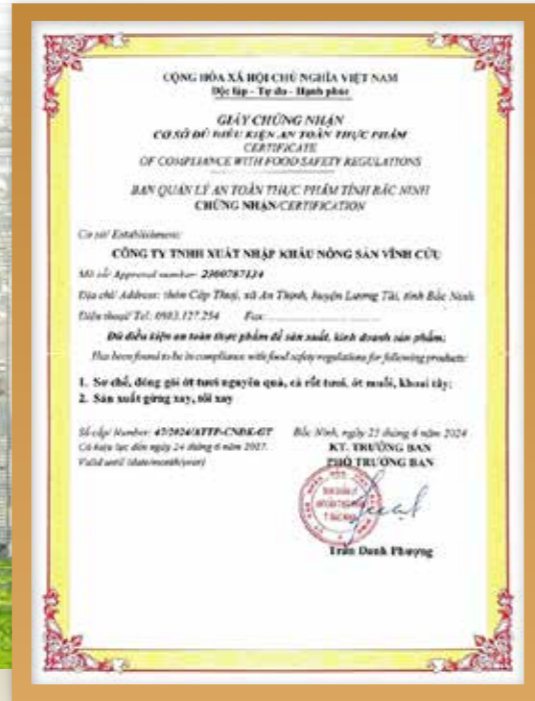 CỘNG HÒA XÃ HỘI CHỦ NGHĨA VIỆT NAM
Độc lập - Tự do - Hạnh phúc
GIẤY CHỨNG NHẬN
CƠ SỞ ĐỦ ĐIỀU KIỆN AN TOÀN THỰC PHẨM
CERTIFICATE
OF COMPLIANCE WITH FOOD SAFETY REGULATIONS
BAN QUẢN LÝ AN TOÀN THỰC PHẨM TỈNH BẮC NINH
CHỨNG NHẬN/CERTIFICATION
Cơ sở/ Establishment:
CÔNG TY TNHH XUẤT NHẬP KHẨU NÔNG SẢN VĨNH CỬU
Mã số/ Approval number: 2300787134
Địa chỉ/ Address: thôn Cáp Thuỷ, xã An Thịnh, huyện Lương Tài, tỉnh Bắc Ninh
Điện thoại/ Tel: 0983.127.254 Fax:
Đủ điều kiện an toàn thực phẩm để sản xuất, kinh doanh sản phẩm:
Has been found to be in compliance with food safety regulations for following products:
1. Sơ chế, đóng gói ớt tươi nguyên quả, cà rốt tươi, ớt muối, khoai tây;
2. Sản xuất gừng xay, tỏi xay
Số cấp/ Number: 47/2024/ATTP-CNĐK-GT
Có hiệu lực đến ngày 24 tháng 6 năm 2027.
Valid until (date/month/year)
Bắc Ninh, ngày 25 tháng 6 năm 2024
KT. TRƯỞNG BAN
PHÓ TRƯỞNG BAN
Trần Danh Phượng